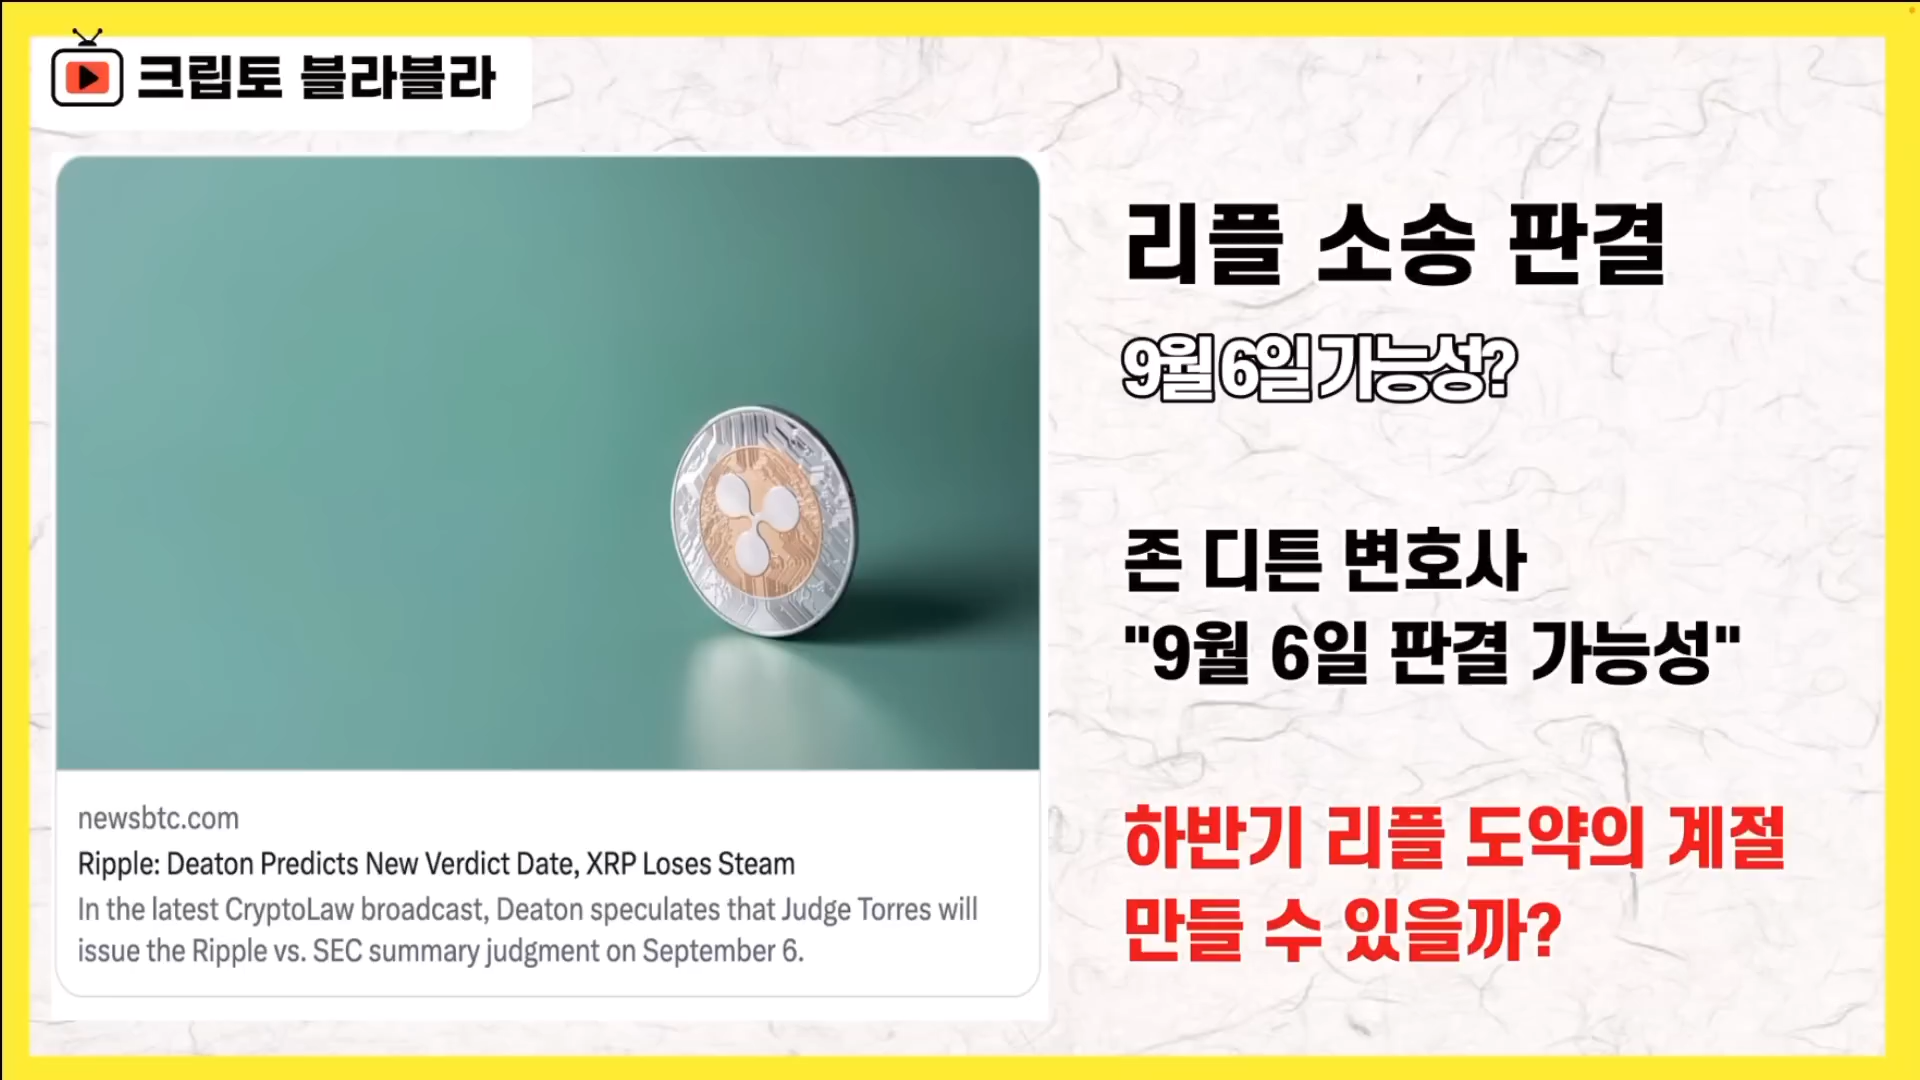 크립토 블라블라
리플 소송 판결
9월 6일 가능성?
존 디튼 변호사
"9월 6일 판결 가능성"
하반기 리플 도약의 계절
만들 수 있을까?
newsbtc.com
Ripple: Deaton Predicts New Verdict Date, XRP Loses Steam
In the latest CryptoLaw broadcast, Deaton speculates that Judge Torres will
issue the Ripple vs. SEC summary judgment on September 6.